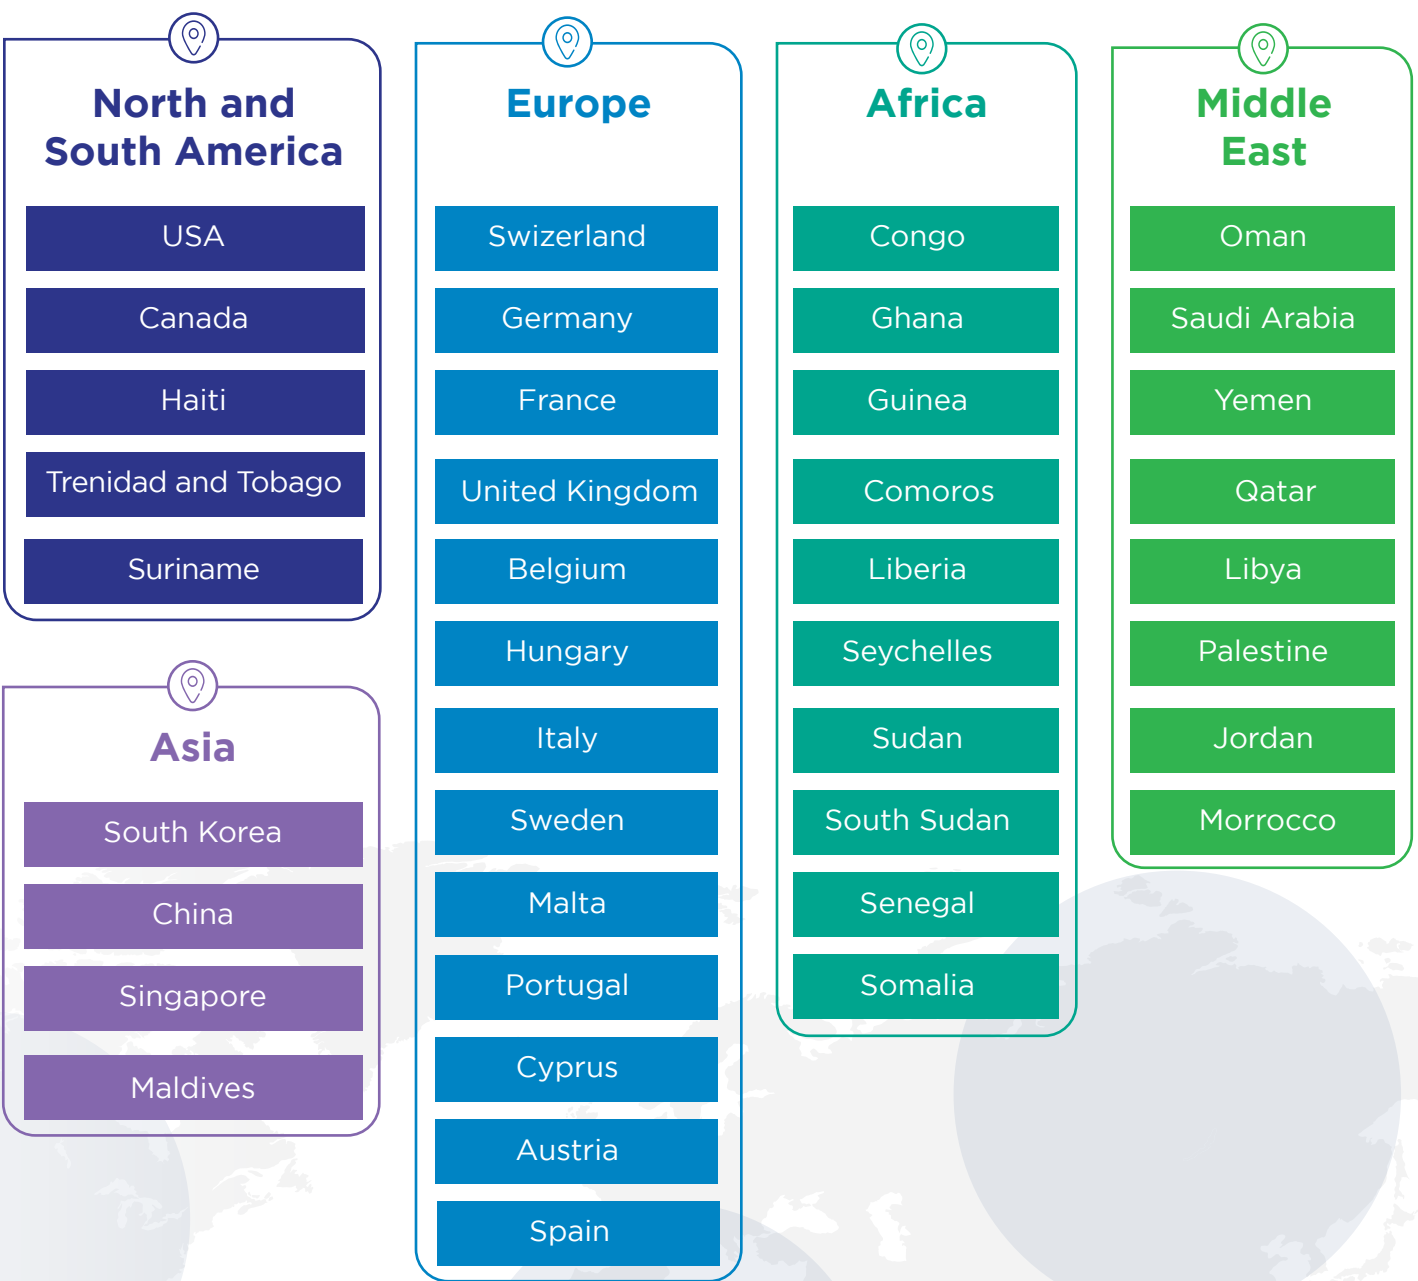 North and
South America
USA
Canada
Haiti
Trenidad and Tobago
Suriname
Asia
South Korea
China
Singapore
Maldives
Europe
Swizerland
Germany
France
United Kingdom
Belgium
Hungary
Italy
Sweden
Malta
Portugal
Cyprus
Austria
Spain
Africa
Congo
Ghana
Guinea
Comoros
Liberia
Seychelles
Sudan
South Sudan
Senegal
Somalia
Middle
East
Oman
Saudi Arabia
Yemen
Qatar
Libya
Palestine
Jordan
Morrocco